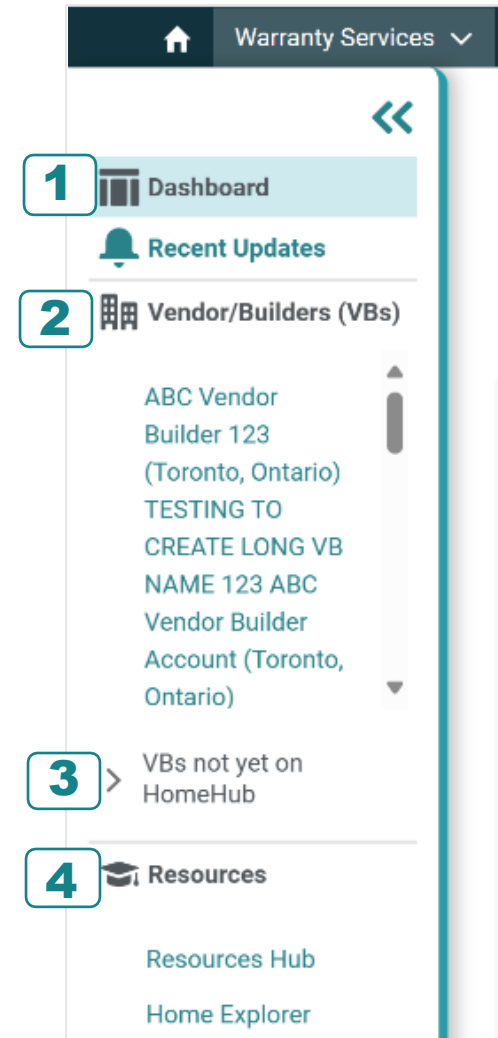 Warranty Services
1
Dashboard
Recent Updates
2
Vendor/Builders (VBs)
ABC Vendor
Builder 123
(Toronto, Ontario)
TESTING TO
CREATE LONG VB
NAME 123 ABC
Vendor Builder
Account (Toronto,
Ontario)
3
VBs not yet on
HomeHub
4
Resources
Resources Hub
Home Explorer